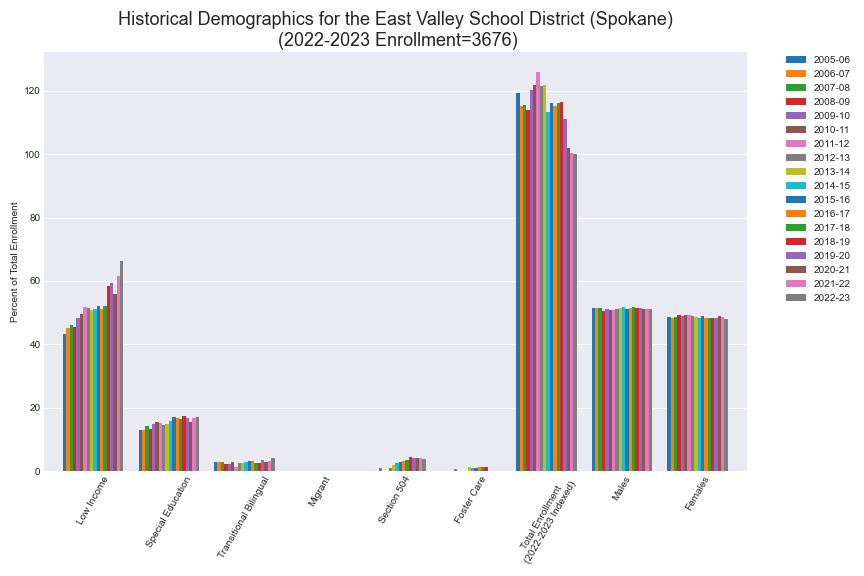 Historical Demographics for the East Valley School District (Spokane)
(2022-2023 Enrollment=3676)
Percent of Total Enrollment
120
100
80
60
40
20
0
Low Income
Special Education
Transitional Bilingual
Migrant
Section 504
Foster Care
Total Enrollment
(2022-2023 Indexed)
Males
Females
2005-06
2006-07
2007-08
2008-09
2009-10
2010-11
2011-12
2012-13
2013-14
2014-15
2015-16
2016-17
2017-18
2018-19
2019-20
2020-21
2021-22
2022-23